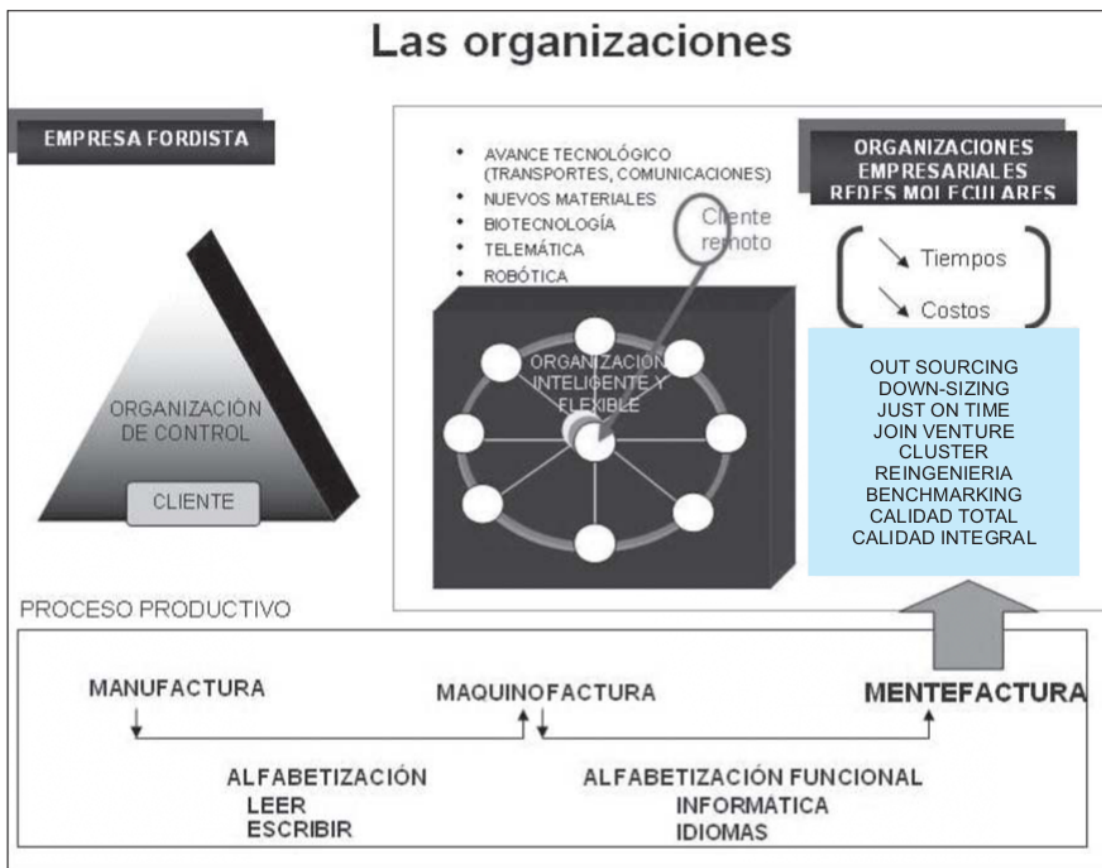 Las organizaciones
EMPRESA FORDISTA
ORGANIZACIÓN
DE CONTROL
CLIENTE
• AVANCE TECNOLÓGICO
(TRANSPORTES, COMUNICACIONES)
• NUEVOS MATERIALES
• BIOTECNOLOGÍA
• TELEMÁTICA
• ROBÓTICA
Cliente
remoto
ORGANIZACIÓN
INTELIGENTE Y
FLEXIBLE
ORGANIZACIONES
EMPRESARIALES
REDES MOLECULARES
Tiempos
Costos
OUT SOURCING
DOWN-SIZING
JUST ON TIME
JOIN VENTURE
CLUSTER
REINGENIERIA
BENCHMARKING
CALIDAD TOTAL
CALIDAD INTEGRAL
PROCESO PRODUCTIVO
MANUFACTURA
MAQUINOFACTURA
MENTEFACTURA
ALFABETIZACIÓN
LEER
ESCRIBIR
ALFABETIZACIÓN FUNCIONAL
INFORMÁTICA
IDIOMAS